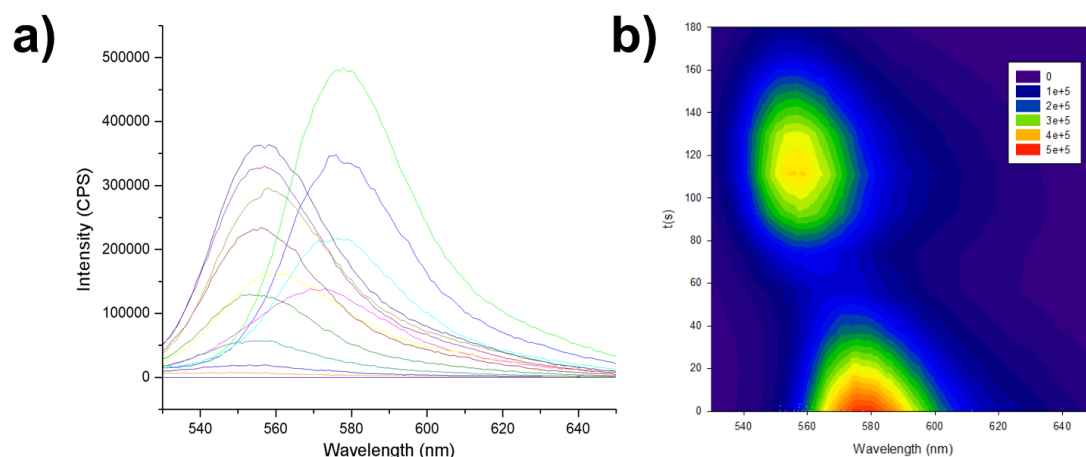 a)
500000
400000
300000
200000
100000
0
Intensity (CPS)
540 560 580 600 620 640
Wavelength (nm)
b)
180
160
140
120
100
80
60
40
20
0
t(s)
0
1e+5
2e+5
3e+5
4e+5
5e+5
540 560 580 600 620 640
Wavelength (nm)